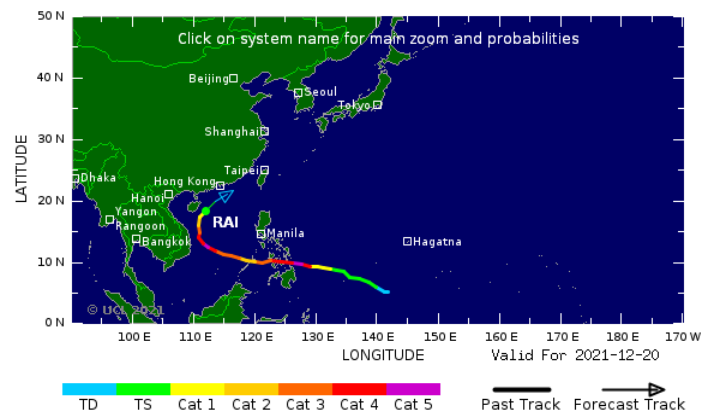 50 N
40 N
30 N
20 N
10 N
0 N
LATITUDE
Click on system name for main zoom and probabilities
Beijing
Seoul
Tokyo
Shanghai
Taipei
Dhaka
Hong Kong
Hanoi
Yangon
Rangoon
RAI
Manila
Hagatna
Bangkok
© UCL 2021
100 E 110 E 120 E 130 E 140 E 150 E 160 E 170 E 180 E 170 W
LONGITUDE
Valid For 2021-12-20
TD TS Cat 1 Cat 2 Cat 3 Cat 4 Cat 5 Past Track Forecast Track